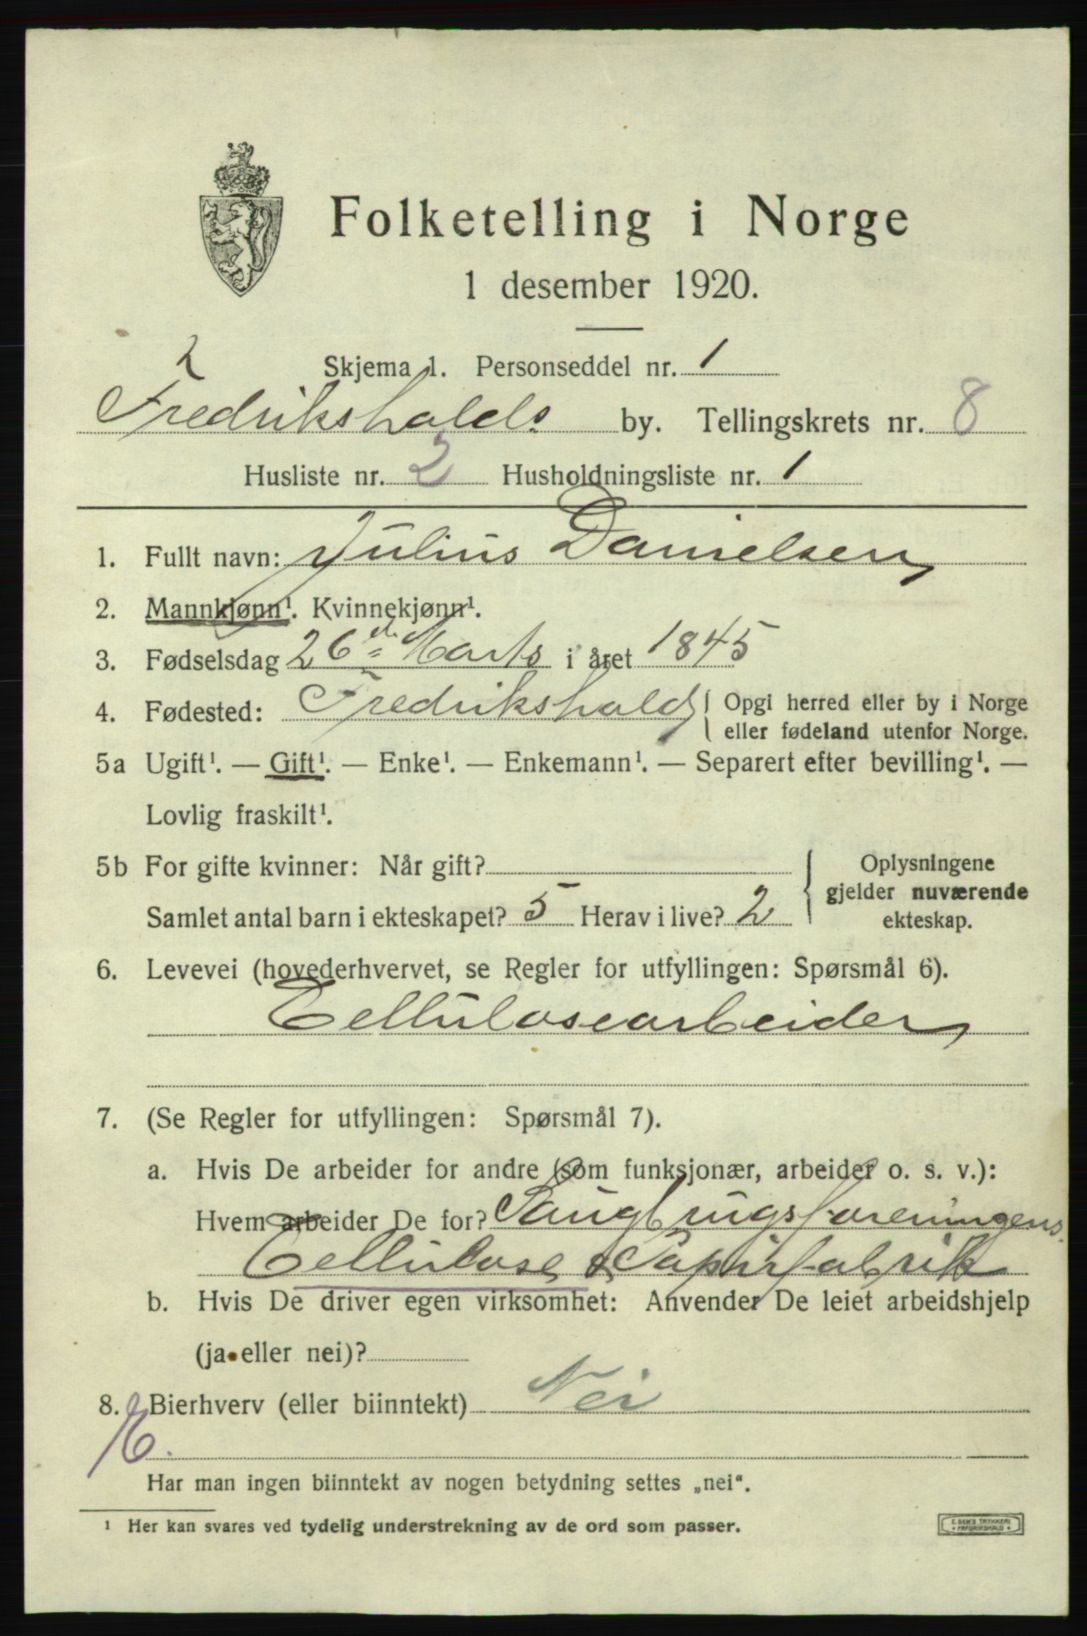 Folketelling i Norge
1 desember 1920.
2
Skjema 1. Personseddel nr. 1
Fredrikshalds by. Tellingskrets nr. 8
Husliste nr. 2 Husholdningsliste nr. 1
1. Fullt navn: Julius Danielsen
2. Mannkjønn¹. Kvinnekjønn¹.
3. Fødselsdag 26de Marts i året 1845
4. Fødested: Fredrikshald { Opgi herred eller by i Norge
eller fødeland utenfor Norge.
5a Ugift¹. — Gift¹. — Enke¹. — Enkemann¹. — Separert efter bevilling¹. —
Lovlig fraskilt¹.
5b For gifte kvinner: Når gift? { Oplysningene
gjelder nuværende
ekteskap.
Samlet antal barn i ekteskapet? 5 Herav i live? 2
6. Levevei (hovederhvervet, se Regler for utfyllingen: Spørsmål 6).
Cellulosearbeider
7. (Se Regler for utfyllingen: Spørsmål 7).
a. Hvis De arbeider for andre (som funksjonær, arbeider o. s. v.):
Hvem arbeider De for? Saugbrugsforeningens
Cellulose & Papirfabrik
b. Hvis De driver egen virksomhet: Anvender De leiet arbeidshjelp
(ja eller nei)?
8. Bierhverv (eller biinntekt) Nei
Har man ingen biinntekt av nogen betydning settes „nei".
¹ Her kan svares ved tydelig understrekning av de ord som passer.